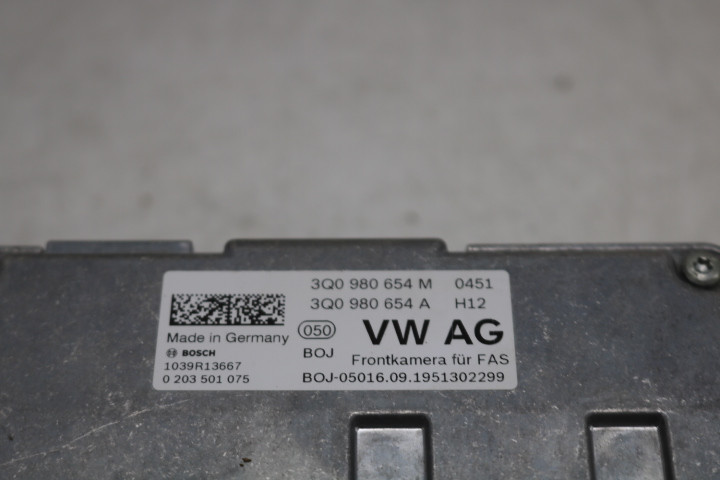 3Q0 980 654 M 0451
3Q0 980 654 A H12
Made in Germany 050 VW AG
BOSCH BOJ
Frontkamera für FAS
1039R13667
0 203 501 075 BOJ-05016.09.1951302299